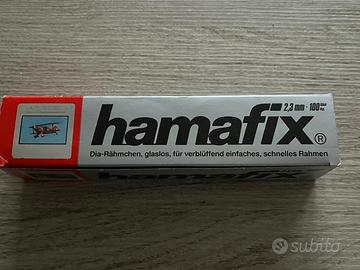 2,3 mm · 100
hamafix®
Dia-Rähmchen, glaslos, für verblüffend einfaches, schnelles Rahmen
subito